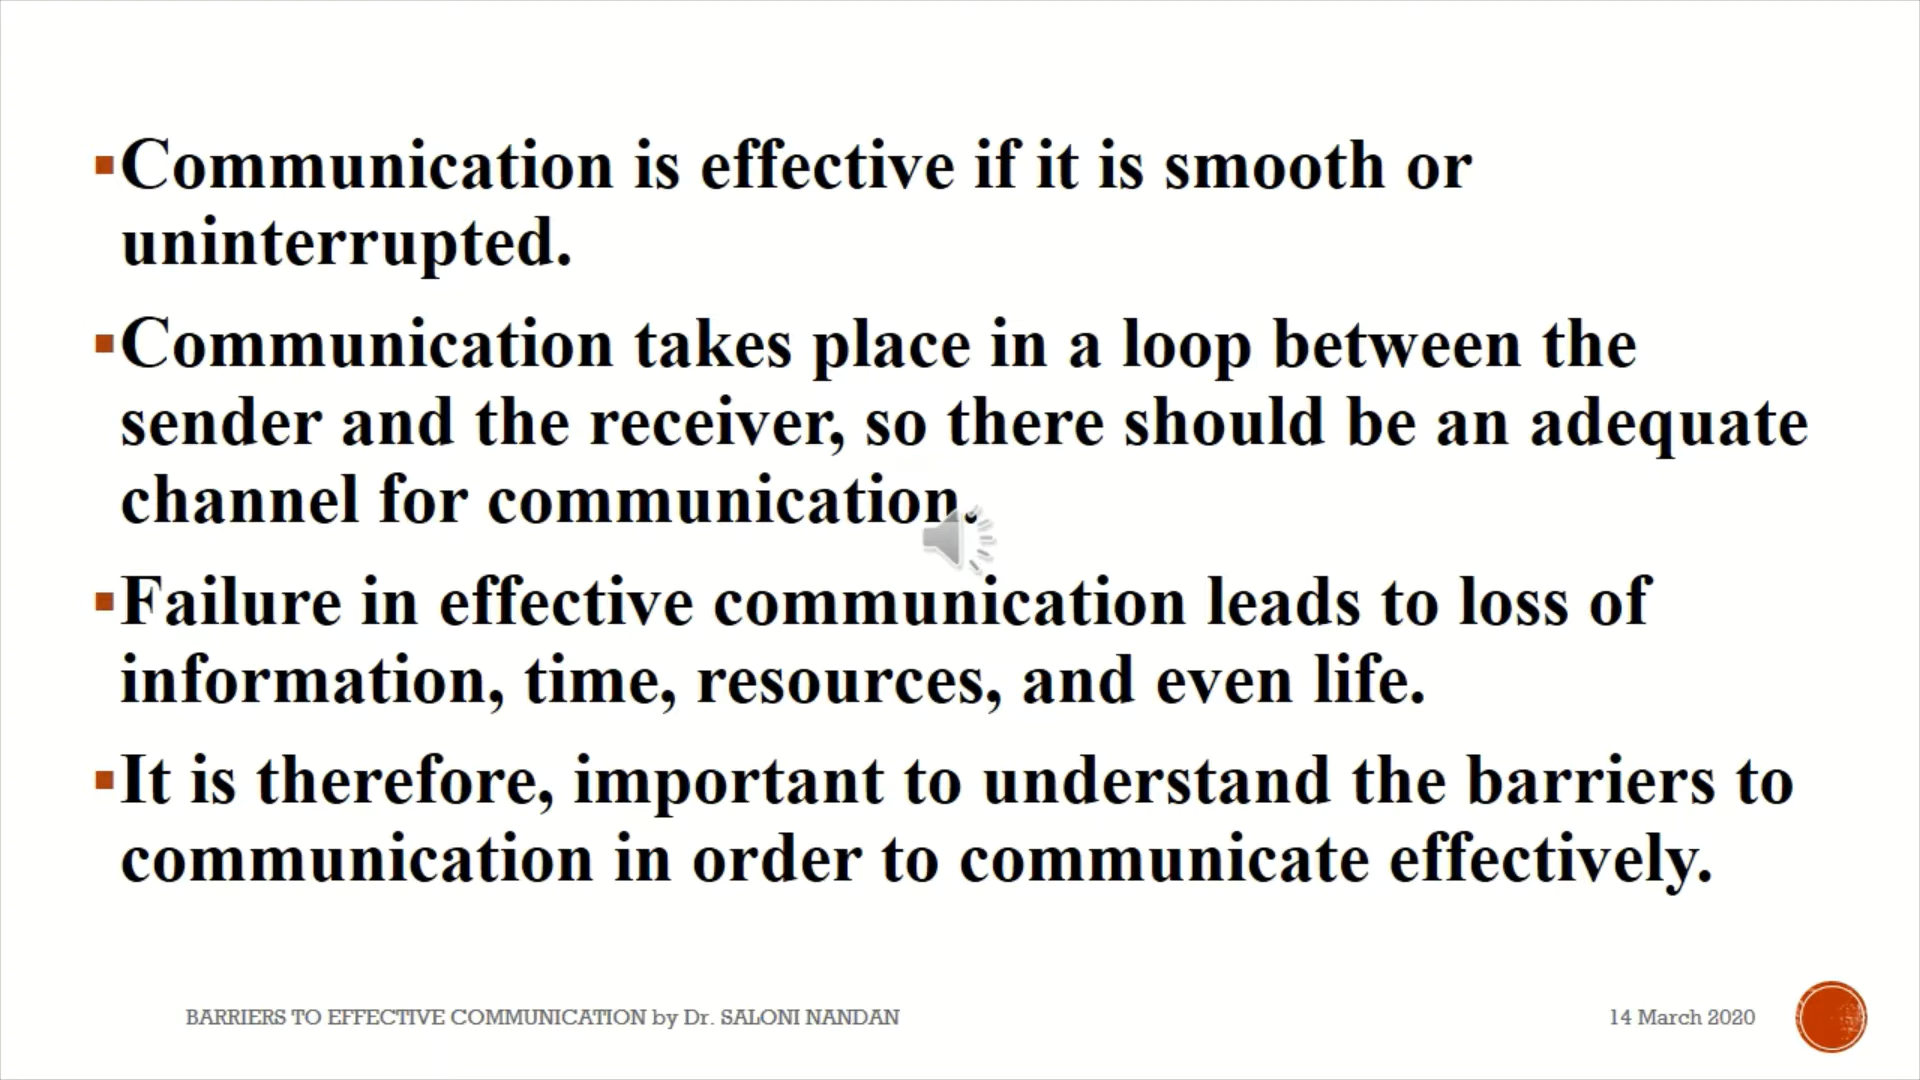 ▪Communication is effective if it is smooth or
uninterrupted.
▪Communication takes place in a loop between the
sender and the receiver, so there should be an adequate
channel for communication.
▪Failure in effective communication leads to loss of
information, time, resources, and even life.
▪It is therefore, important to understand the barriers to
communication in order to communicate effectively.
BARRIERS TO EFFECTIVE COMMUNICATION by Dr. SALONI NANDAN
14 March 2020